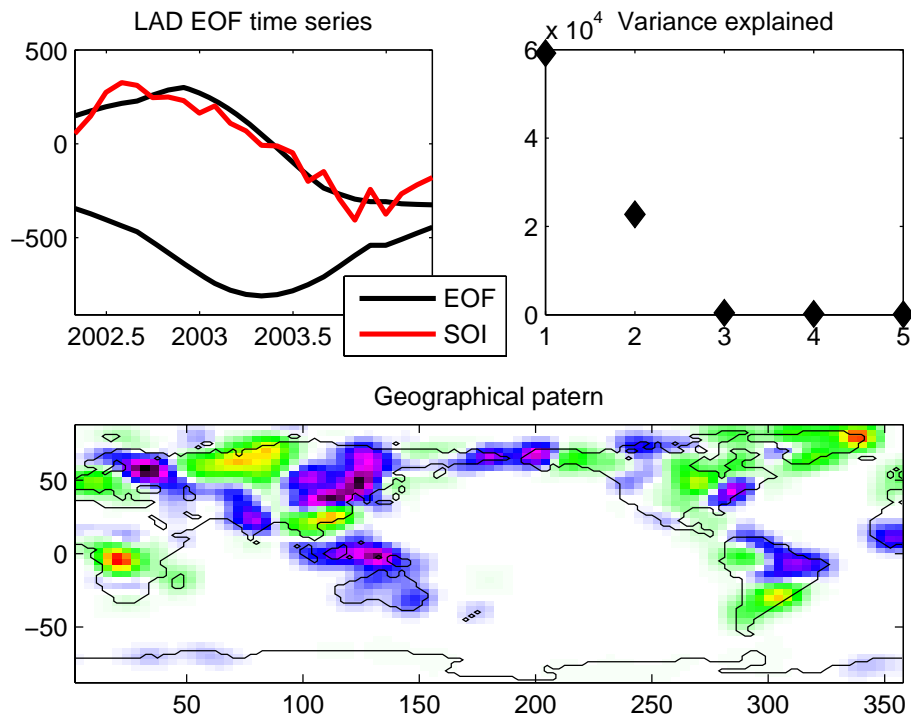 LAD EOF time series
500
0
−500
2002.5 2003 2003.5
EOF
SOI
Variance explained
x 10^4
6
4
2
0
1 2 3 4 5
Geographical patern
50
0
−50
50 100 150 200 250 300 350